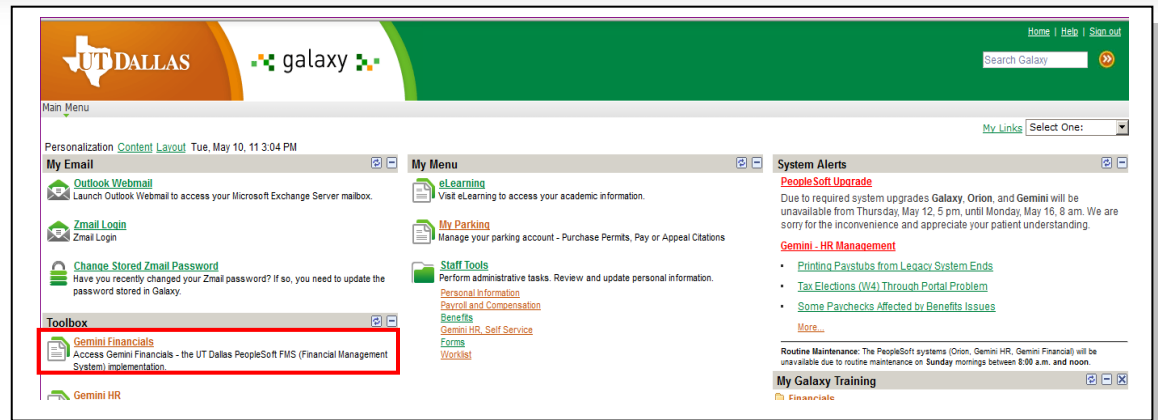 Home | Help | Sign out
UT DALLAS
galaxy
Search Galaxy
Main Menu
My Links Select One:
Personalization Content Layout Tue, May 10, 11 3:04 PM
My Email
Outlook Webmail
Launch Outlook Webmail to access your Microsoft Exchange Server mailbox.
Zmail Login
Zmail Login
Change Stored Zmail Password
Have you recently changed your Zmail password? If so, you need to update the
password stored in Galaxy.
Toolbox
Gemini Financials
Access Gemini Financials - the UT Dallas PeopleSoft FMS (Financial Management
System) implementation.
Gemini HR
My Menu
eLearning
Visit eLearning to access your academic information.
My Parking
Manage your parking account - Purchase Permits, Pay or Appeal Citations
Staff Tools
Perform administrative tasks. Review and update personal information.
Personal Information
Payroll and Compensation
Benefits
Gemini HR, Self Service
Forms
Worklist
System Alerts
PeopleSoft Upgrade
Due to required system upgrades Galaxy, Orion, and Gemini will be
unavailable from Thursday, May 12, 5 pm, until Monday, May 16, 8 am. We are
sorry for the inconvenience and appreciate your patient understanding.
Gemini - HR Management
Printing Paystubs from Legacy System Ends
Tax Elections (W4) Through Portal Problem
Some Paychecks Affected by Benefits Issues
More...
Routine Maintenance: The PeopleSoft systems (Orion, Gemini HR, Gemini Financial) will be
unavailable due to routine maintenance on Sunday mornings between 8:00 a.m. and noon.
My Galaxy Training
Financials